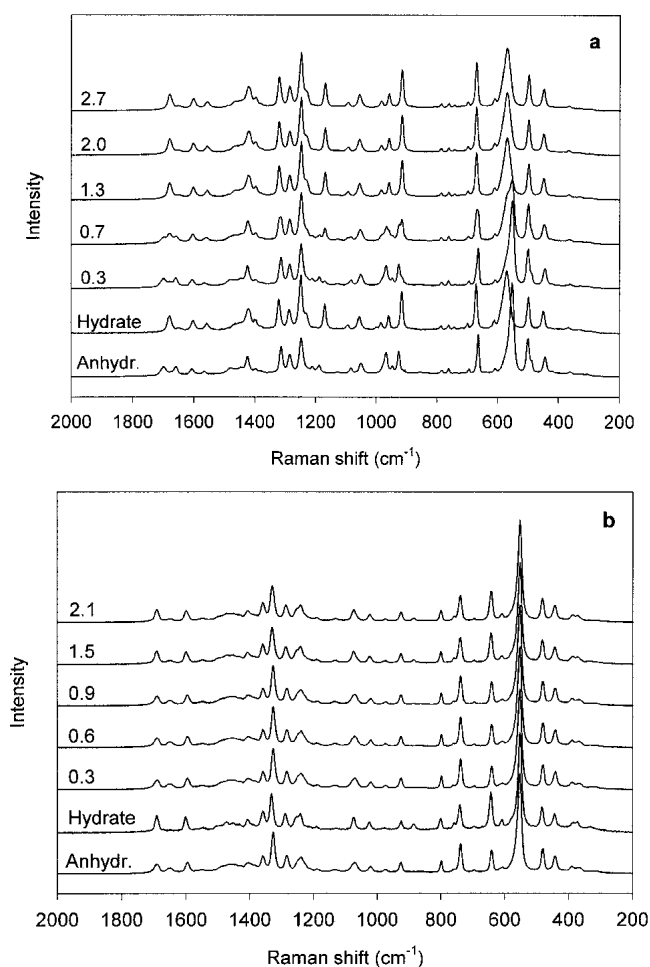 a
2.7
2.0
1.3
0.7
0.3
Hydrate
Anhydr.
Intensity
2000 1800 1600 1400 1200 1000 800 600 400 200
Raman shift (cm-1)
b
2.1
1.5
0.9
0.6
0.3
Hydrate
Anhydr.
Intensity
2000 1800 1600 1400 1200 1000 800 600 400 200
Raman shift (cm-1)